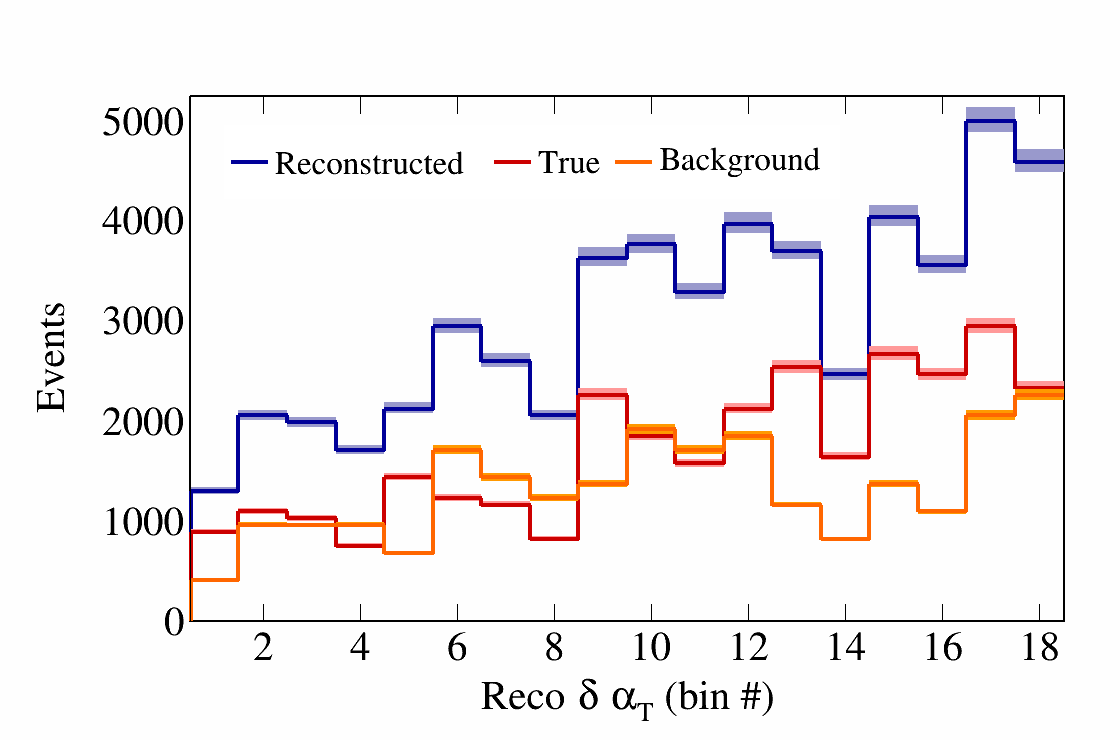 5000
4000
3000
2000
1000
0
Events
Reconstructed True Background
2 4 6 8 10 12 14 16 18
Reco δ α_T (bin #)